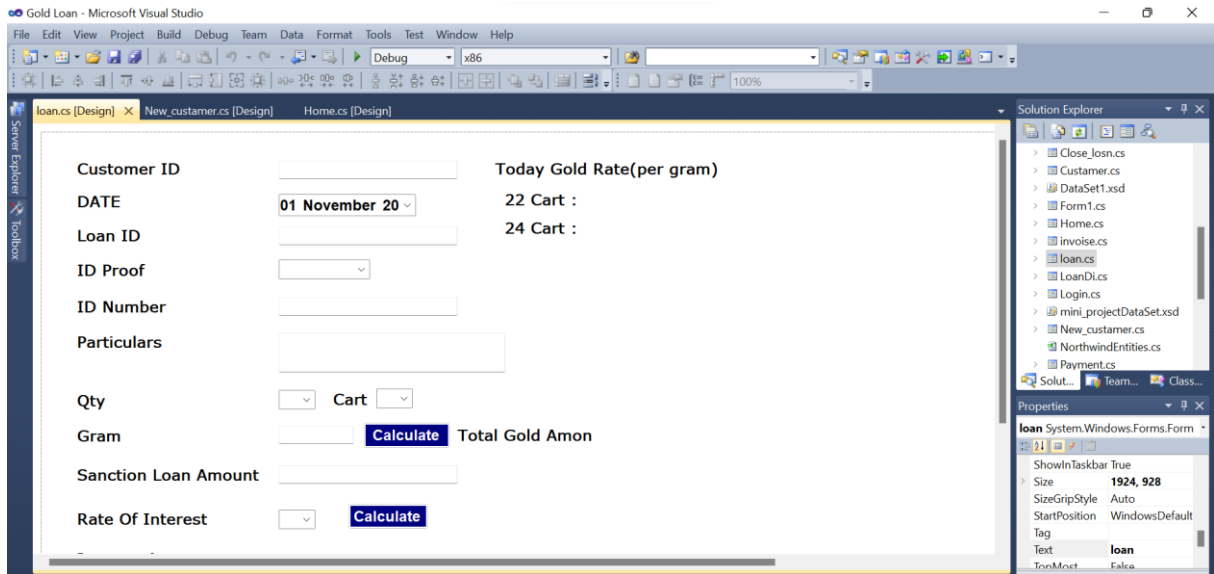 Gold Loan - Microsoft Visual Studio
File Edit View Project Build Debug Team Data Format Tools Test Window Help
Debug x86
100%
loan.cs [Design] New_custamer.cs [Design] Home.cs [Design]
Server Explorer
Toolbox
Customer ID
DATE 01 November 20
Loan ID
ID Proof
ID Number
Particulars
Qty Cart
Gram Calculate Total Gold Amon
Sanction Loan Amount
Rate Of Interest Calculate
Today Gold Rate(per gram)
22 Cart :
24 Cart :
Solution Explorer
Close_losn.cs
Custamer.cs
DataSet1.xsd
Form1.cs
Home.cs
invoise.cs
loan.cs
LoanDi.cs
Login.cs
mini_projectDataSet.xsd
New_custamer.cs
NorthwindEntities.cs
Payment.cs
Solut... Team... Class...
Properties
loan System.Windows.Forms.Form
ShowInTaskbar True
Size 1924, 928
SizeGripStyle Auto
StartPosition WindowsDefault
Tag
Text loan
TopMost False